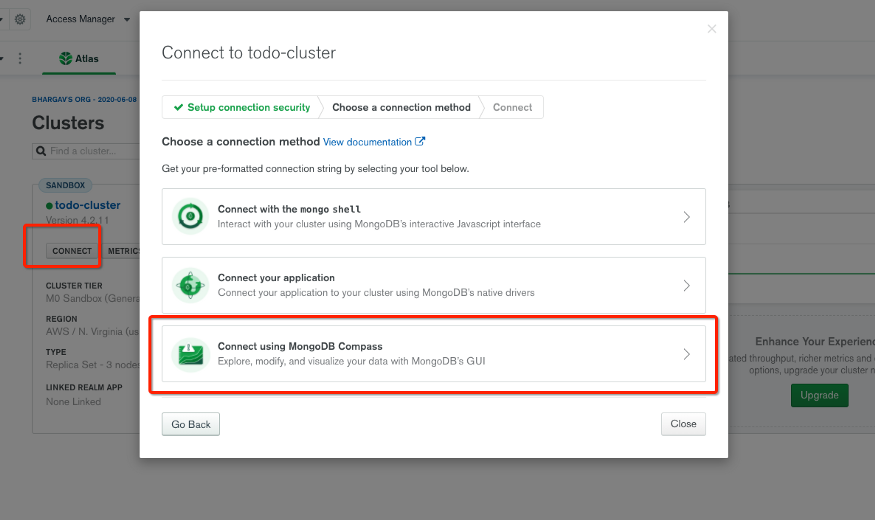 Access Manager
Atlas
BHARGAV'S ORG - 2020-06-08
Clusters
Find a cluster...
SANDBOX
todo-cluster
Version 4.2.11
CONNECT
METRICS
CLUSTER TIER
M0 Sandbox (Genera
REGION
AWS / N. Virginia (us
TYPE
Replica Set - 3 nodes
LINKED REALM APP
None Linked
Connect to todo-cluster
Setup connection security
Choose a connection method
Connect
Choose a connection method View documentation
Get your pre-formatted connection string by selecting your tool below.
Connect with the mongo shell
Interact with your cluster using MongoDB's interactive Javascript interface
Connect your application
Connect your application to your cluster using MongoDB's native drivers
Connect using MongoDB Compass
Explore, modify, and visualize your data with MongoDB's GUI
Go Back
Close
Enhance Your Experienc
ated throughput, richer metrics and
options, upgrade your cluster n
Upgrade